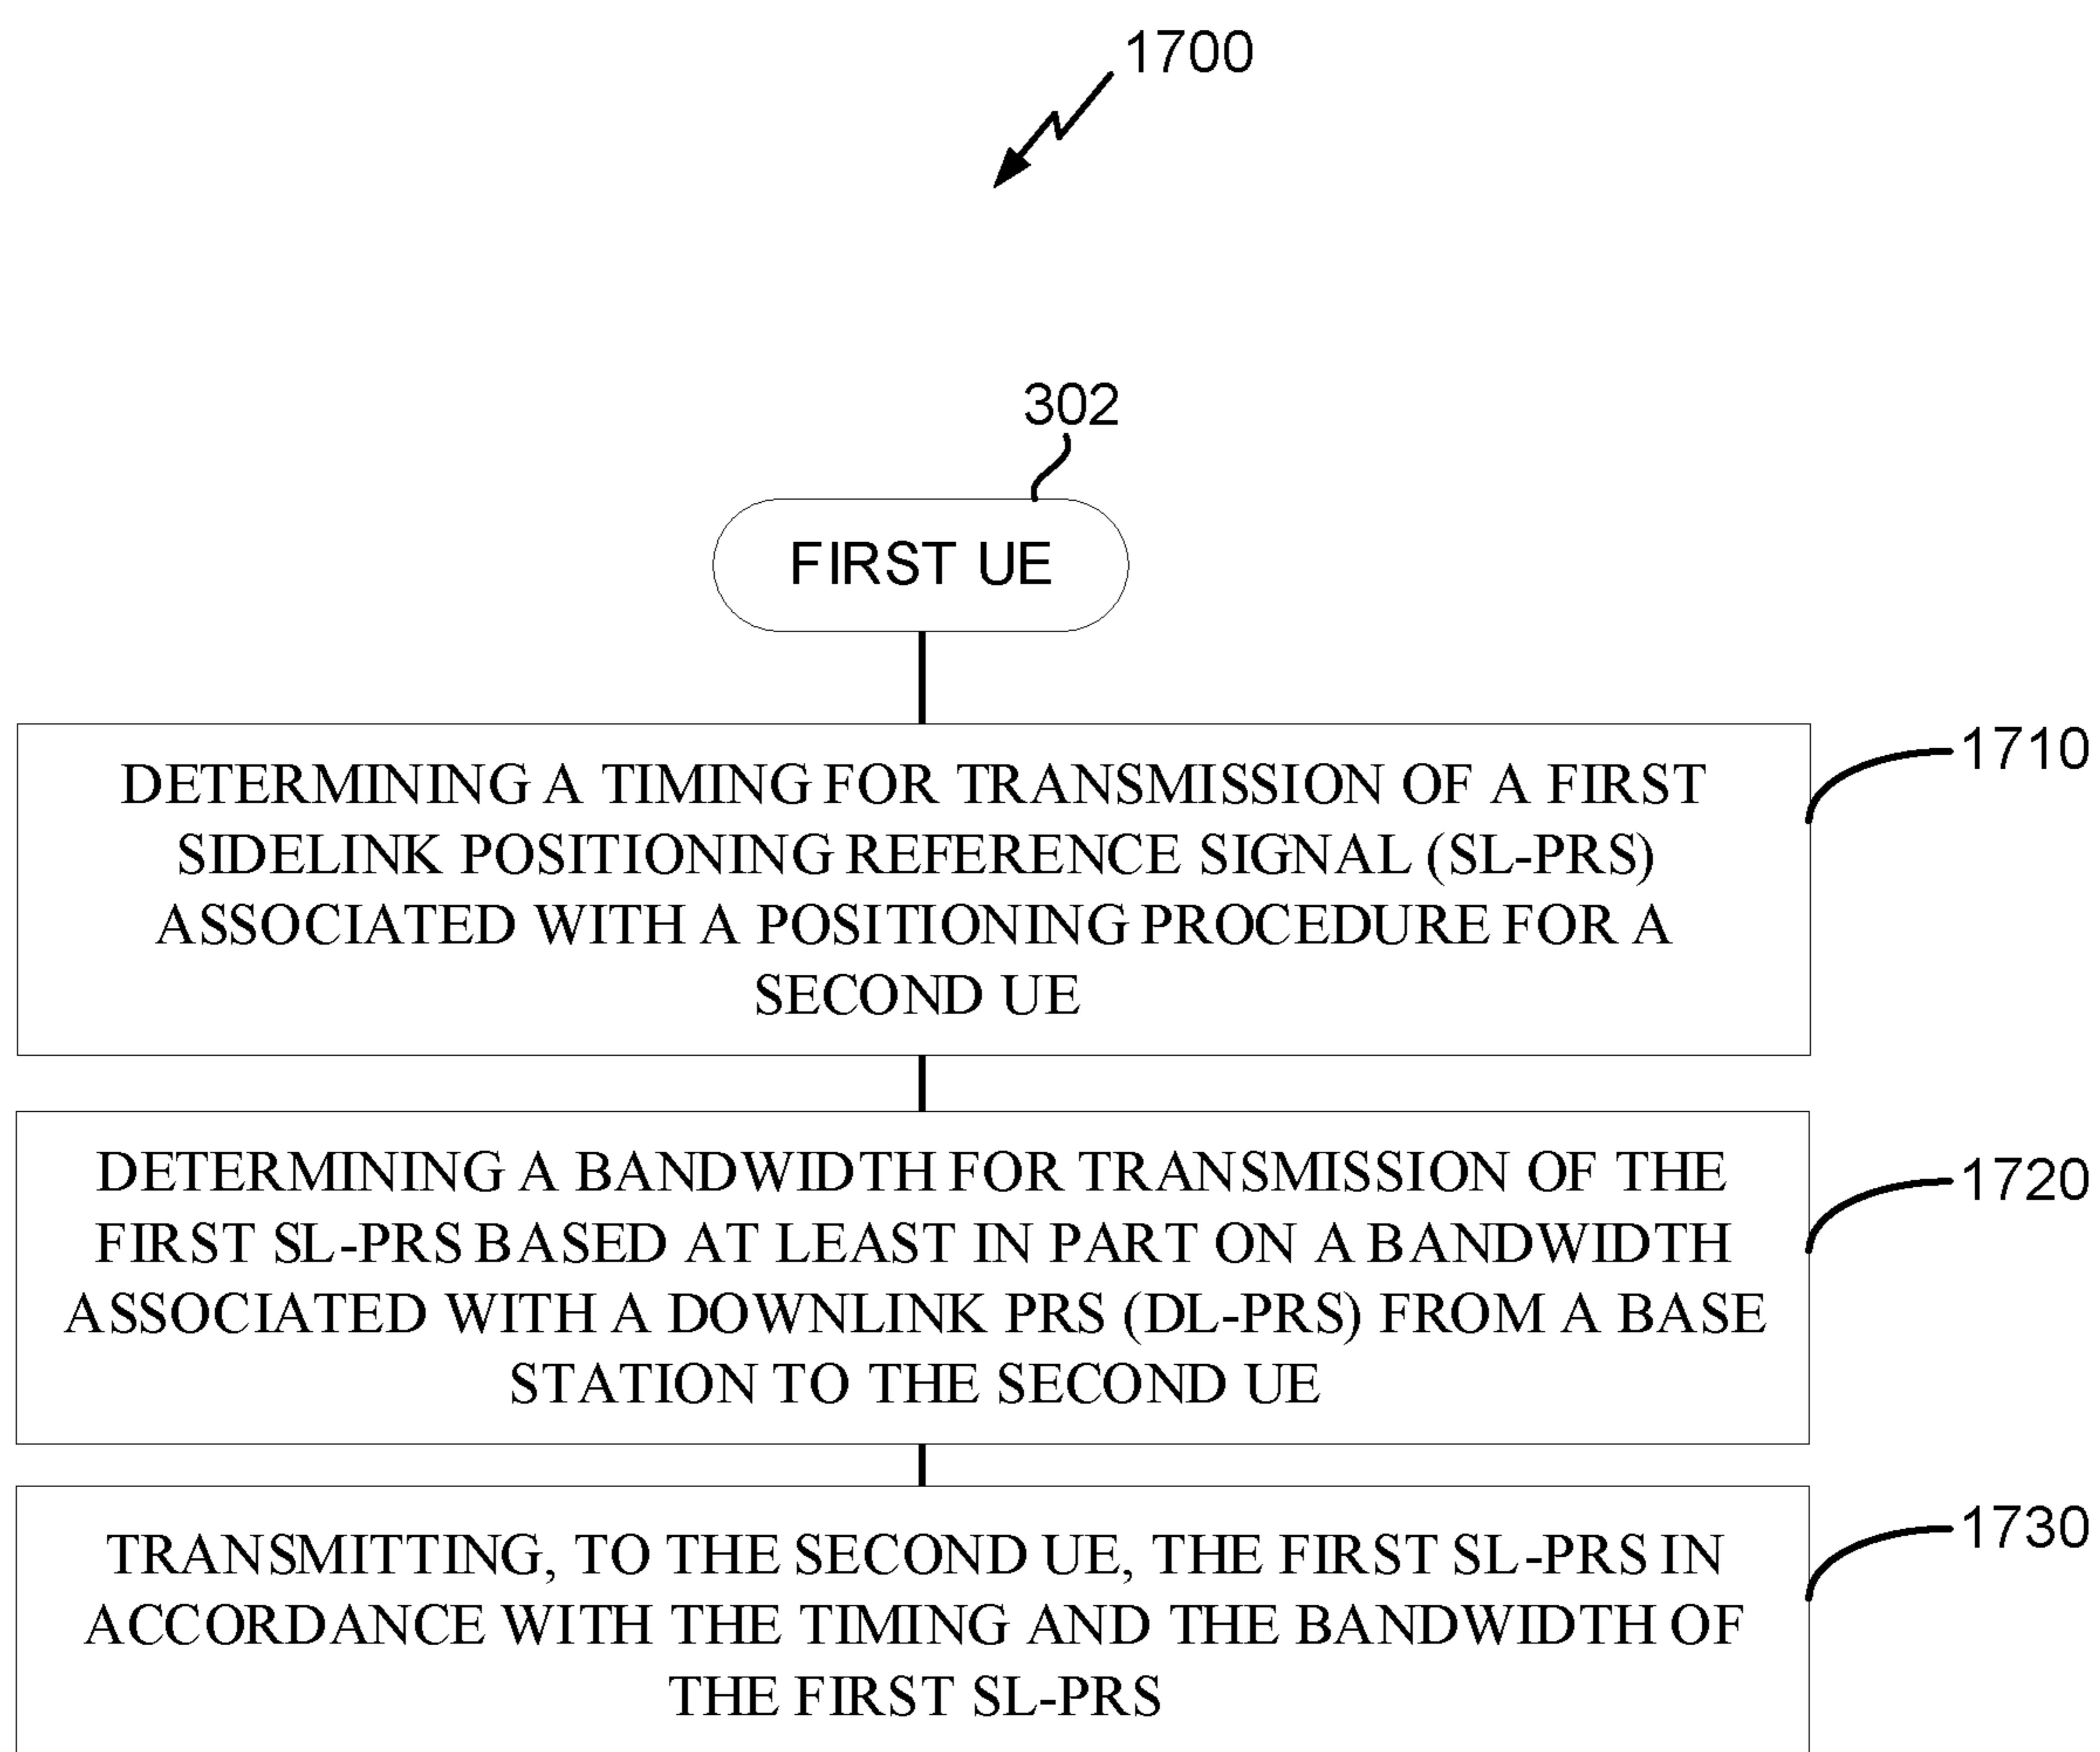 1700
302
FIRST UE
1710
DETERMINING A TIMING FOR TRANSMISSION OF A FIRST
SIDELINK POSITIONING REFERENCE SIGNAL (SL-PRS)
ASSOCIATED WITH A POSITIONING PROCEDURE FOR A
SECOND UE
1720
DETERMINING A BANDWIDTH FOR TRANSMISSION OF THE
FIRST SL-PRS BASED AT LEAST IN PART ON A BANDWIDTH
ASSOCIATED WITH A DOWNLINK PRS (DL-PRS) FROM A BASE
STATION TO THE SECOND UE
1730
TRANSMITTING, TO THE SECOND UE, THE FIRST SL-PRS IN
ACCORDANCE WITH THE TIMING AND THE BANDWIDTH OF
THE FIRST SL-PRS